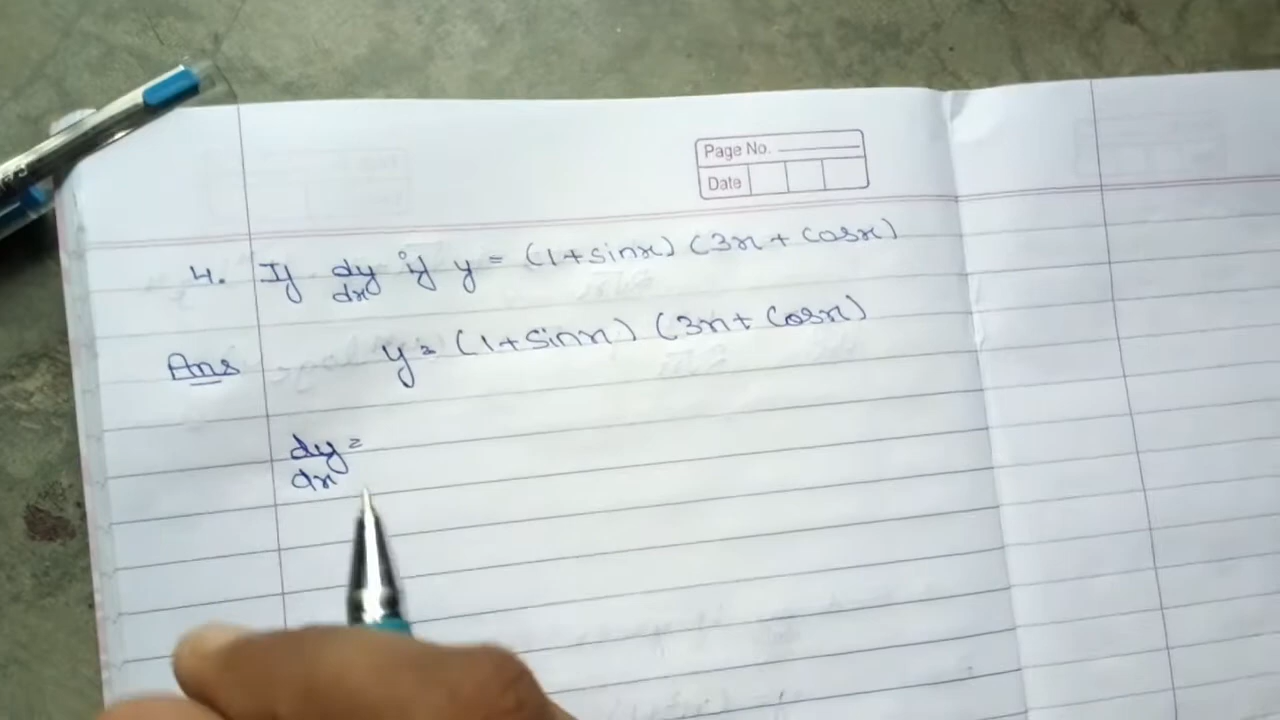 Page No.
Date
4. If dy/dx if y = (1+sinx) (3x+cosx)
Ans y = (1+sinx) (3x+cosx)
dy/dx =